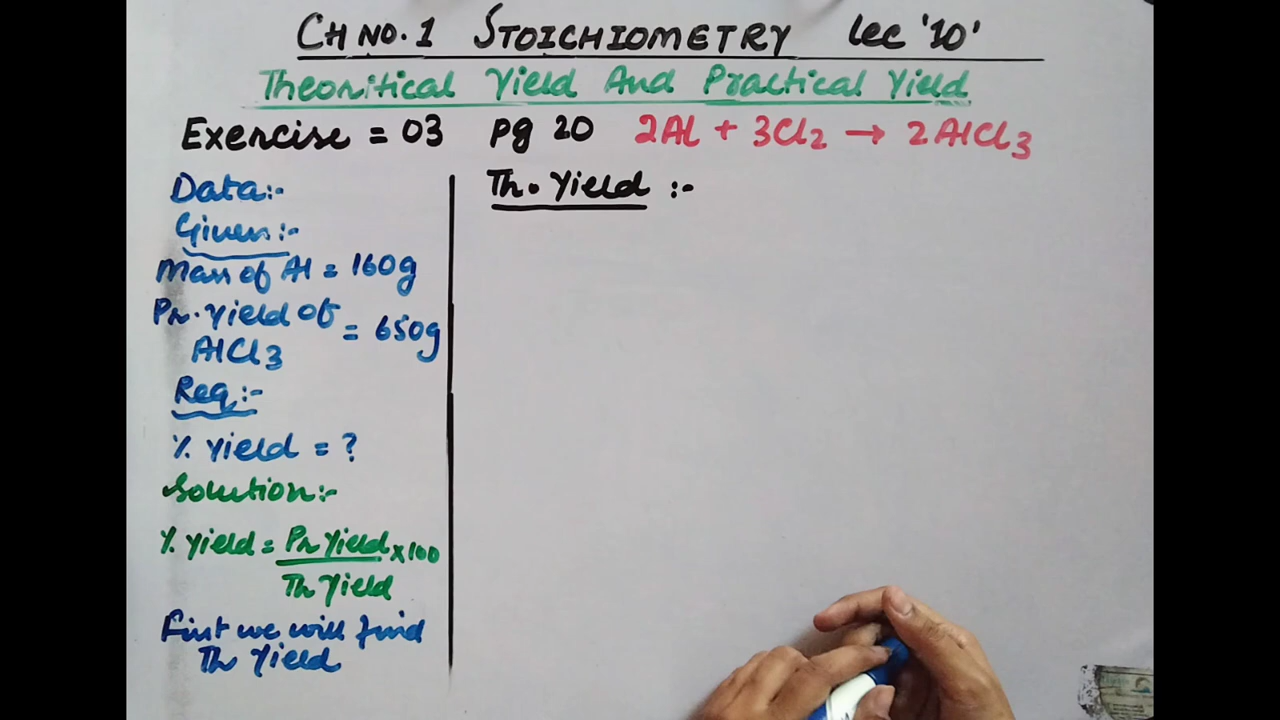 CH NO. 1 STOICHIOMETRY Lec '10'
Theoritical Yield And Practical Yield
Exercise = 03 pg 20 2Al + 3Cl₂ → 2AlCl₃
Data:-
Given:-
Mass of Al = 160g
Pr. Yield of AlCl₃ = 650g
Req:-
% Yield = ?
Solution:-
% Yield = Pr Yield / Th Yield × 100
First we will find
Th Yield
Th. Yield :-